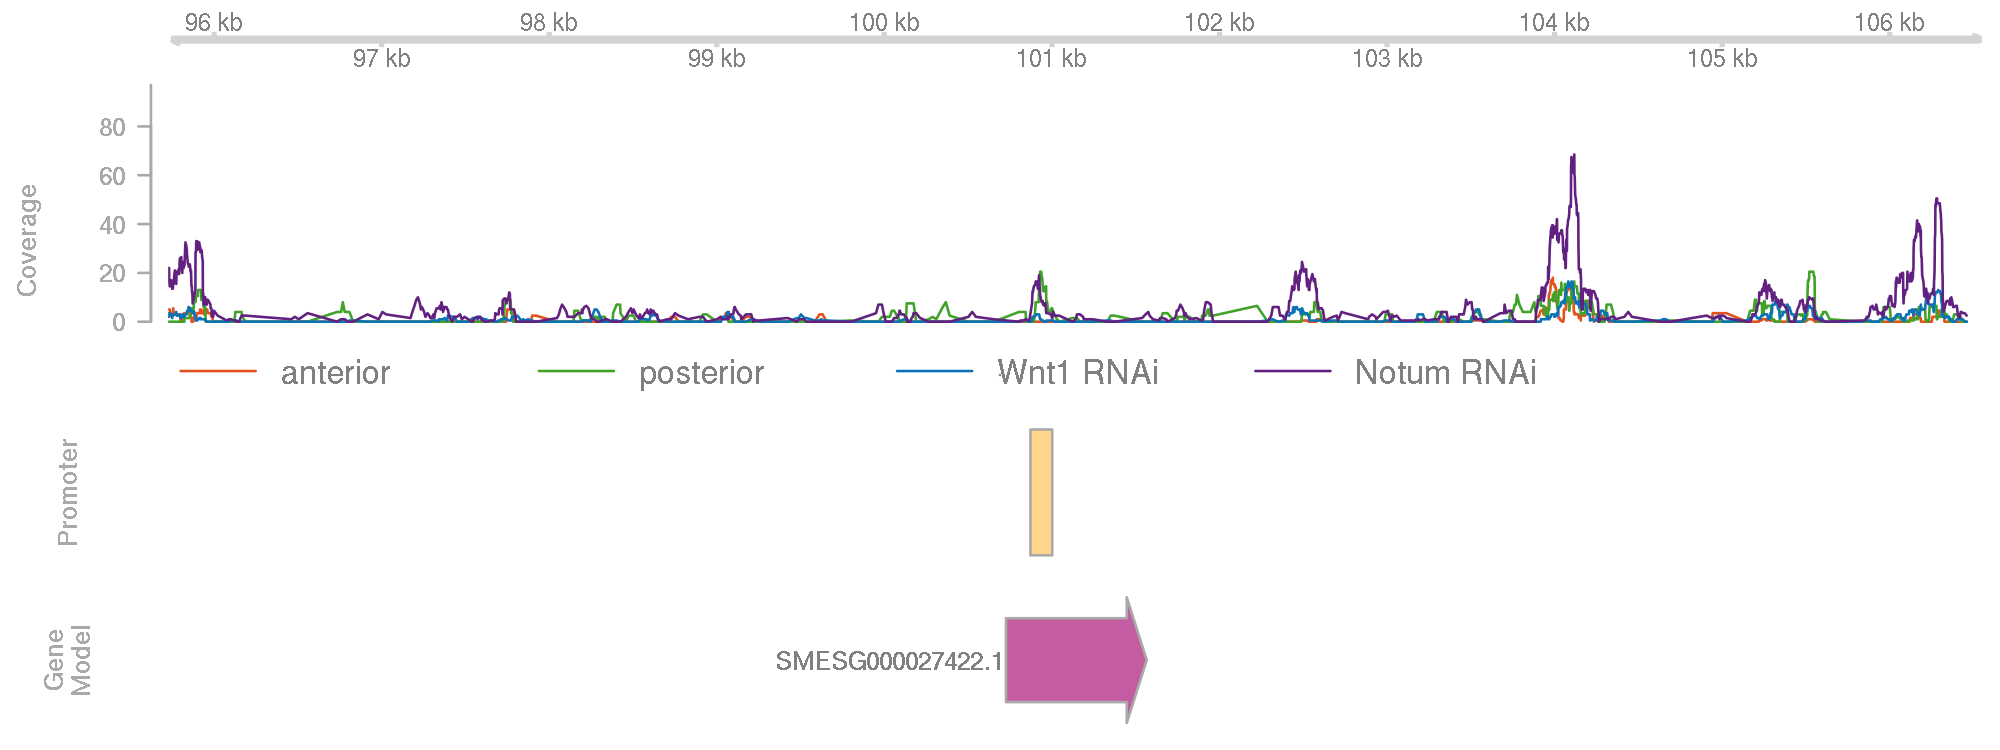 96 kb 98 kb 100 kb 102 kb 104 kb 106 kb
97 kb 99 kb 101 kb 103 kb 105 kb
Coverage
80
60
40
20
0
anterior posterior Wnt1 RNAi Notum RNAi
Promoter
Gene
Model
SMESG000027422.1